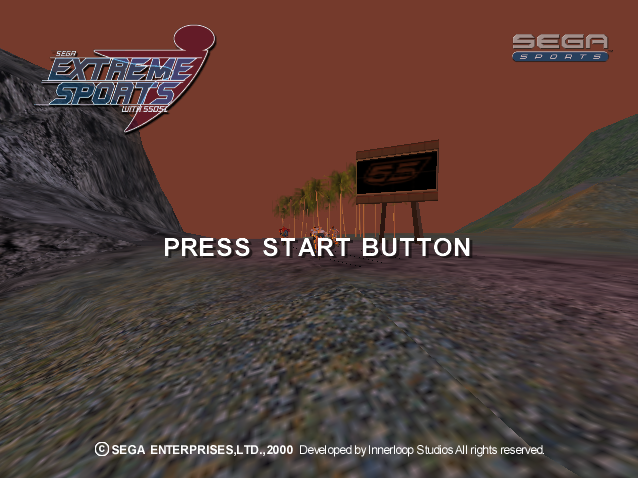 SEGA
EXTREME
SPORTS
WITH SSDSL
SEGA
SPORTS
PRESS START BUTTON
© SEGA ENTERPRISES,LTD.,2000 Developed by Innerloop Studios All rights reserved.